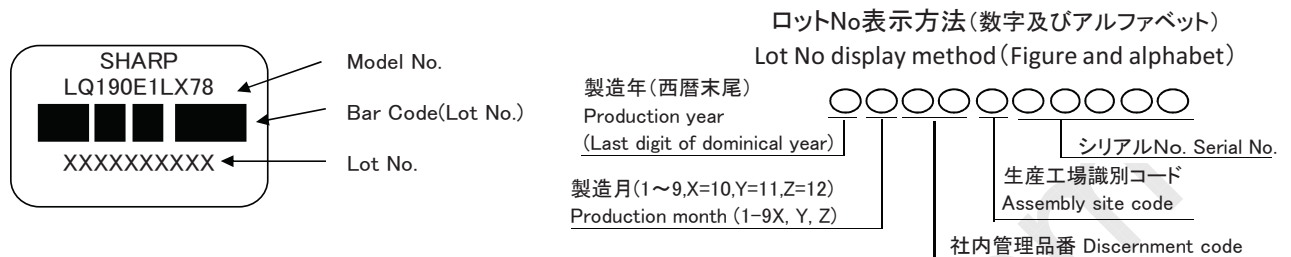 SHARP
LQ190E1LX78
XXXXXXXXXX
Model No.
Bar Code(Lot No.)
Lot No.
ロットNo表示方法(数字及びアルファベット)
Lot No display method(Figure and alphabet)
製造年(西暦末尾)
Production year
(Last digit of dominical year)
製造月(1～9,X=10,Y=11,Z=12)
Production month (1-9X, Y, Z)
シリアルNo. Serial No.
生産工場識別コード
Assembly site code
社内管理品番 Discernment code